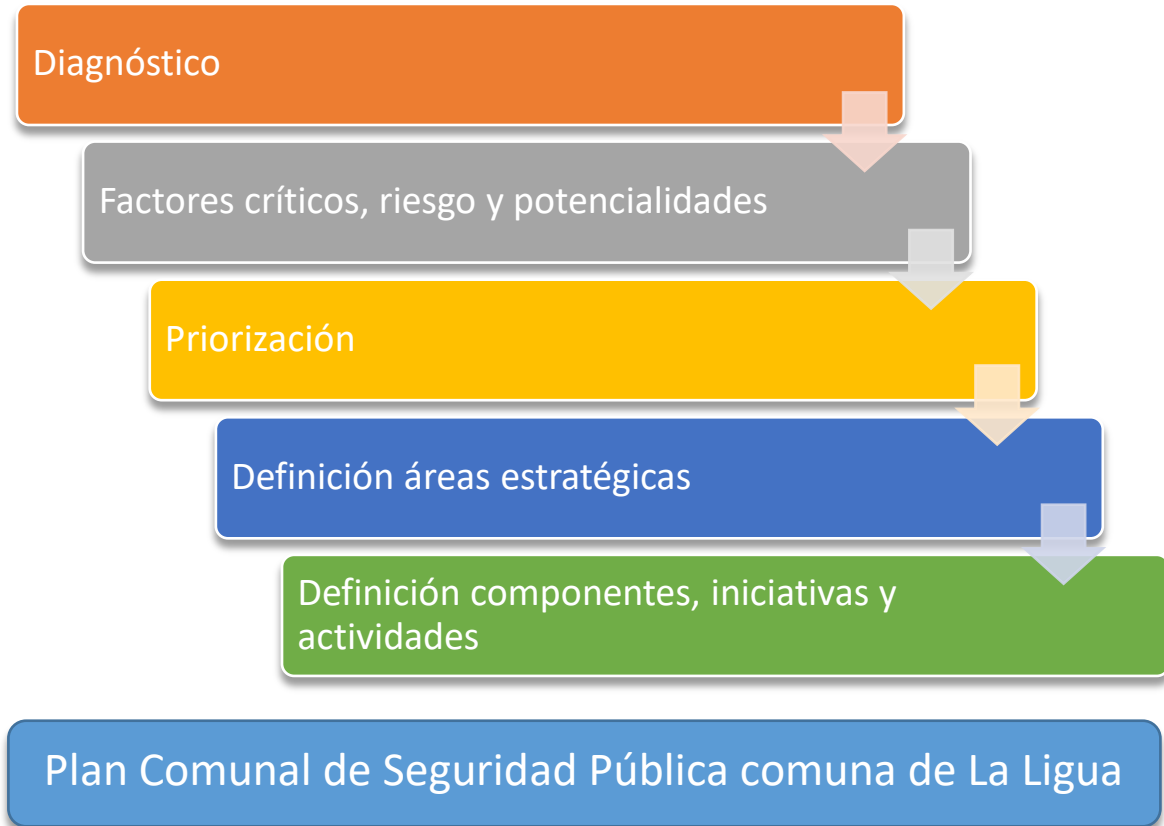 Diagnóstico
Factores críticos, riesgo y potencialidades
Priorización
Definición áreas estratégicas
Definición componentes, iniciativas y
actividades
Plan Comunal de Seguridad Pública comuna de La Ligua